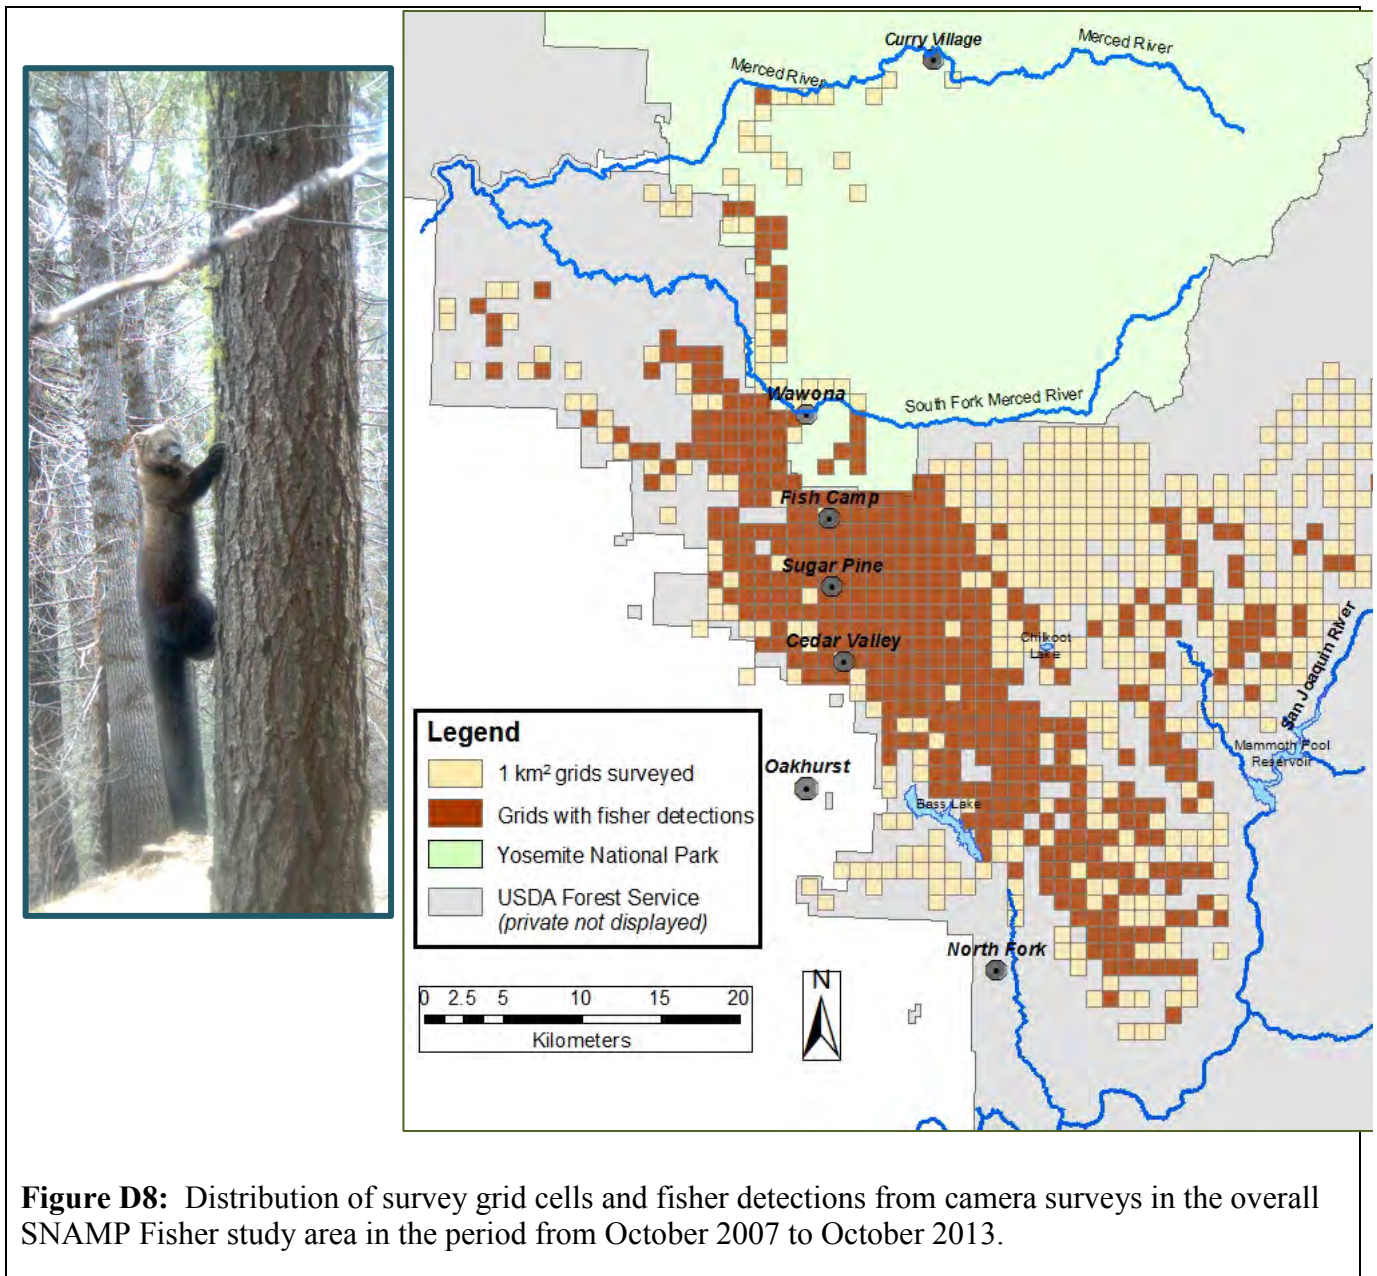 Curry Village
Merced River
Merced River
Wawona
South Fork Merced River
Fish Camp
Sugar Pine
Cedar Valley
Chilkoot
Lake
San Joaquin River
Mammoth Pool
Reservoir
Oakhurst
Bass Lake
North Fork
Legend
1 km² grids surveyed
Grids with fisher detections
Yosemite National Park
USDA Forest Service
(private not displayed)
0 2.5 5 10 15 20
Kilometers
N
Figure D8: Distribution of survey grid cells and fisher detections from camera surveys in the overall
SNAMP Fisher study area in the period from October 2007 to October 2013.